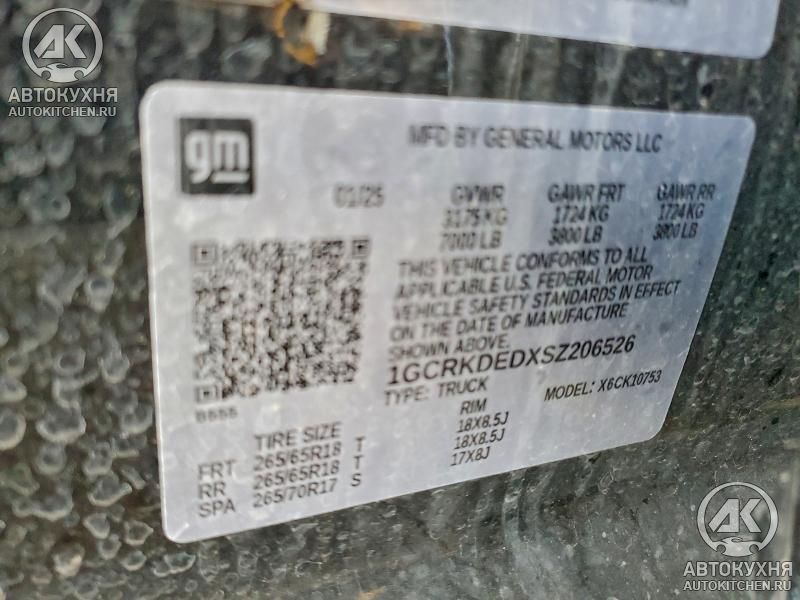 AK
АВТОКУХНЯ
AUTOKITCHEN.RU
gm
MFD BY GENERAL MOTORS LLC
01/25 GVWR GAWR FRT GAWR RR
3175 KG 1724 KG 1724 KG
7000 LB 3800 LB 3800 LB
THIS VEHICLE CONFORMS TO ALL
APPLICABLE U.S. FEDERAL MOTOR
VEHICLE SAFETY STANDARDS IN EFFECT
ON THE DATE OF MANUFACTURE
SHOWN ABOVE.
1GCRKDEDXSZ206526
TYPE: TRUCK MODEL: X6CK10753
TIRE SIZE RIM
FRT 265/65R18 T 18X8.5J
RR 265/65R18 T 18X8.5J
SPA 265/70R17 S 17X8J
AK
АВТОКУХНЯ
AUTOKITCHEN.RU